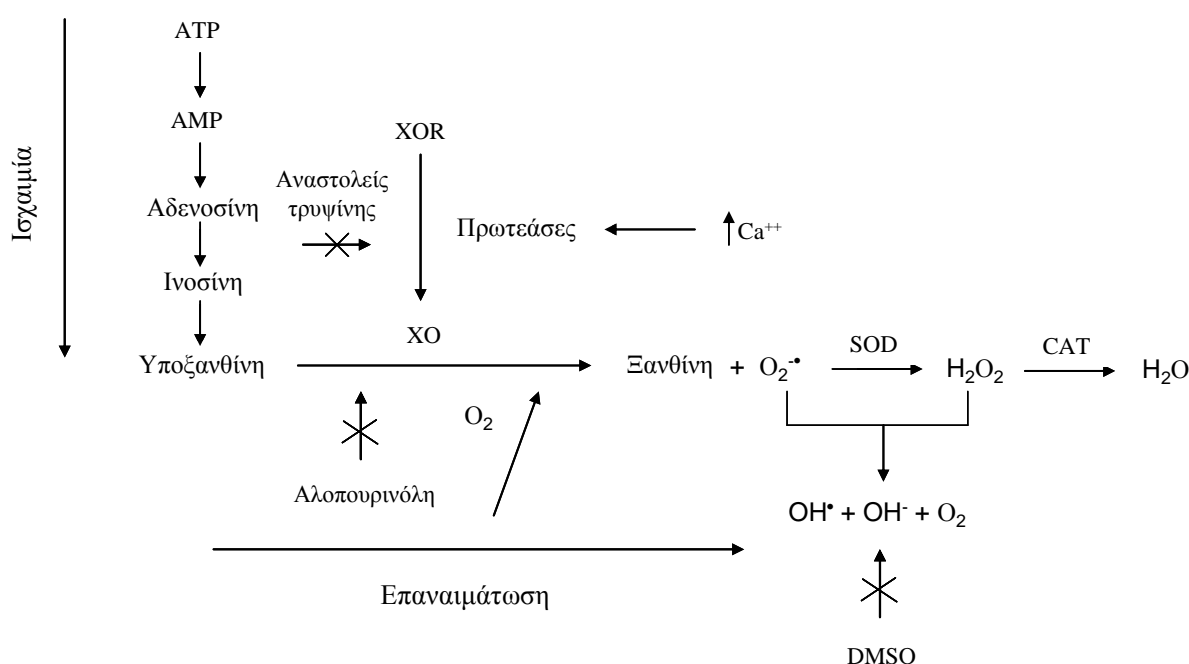 ATP
AMP
XOR
Αναστολείς
τρυψίνης
Αδενοσίνη
Πρωτεάσες
Ca⁺⁺
Ισχαιμία
Ινοσίνη
XO
Υποξανθίνη
Ξανθίνη + O₂⁻•
SOD
H₂O₂
CAT
H₂O
O₂
Αλοπουρινόλη
OH• + OH⁻ + O₂
Επαναιμάτωση
DMSO